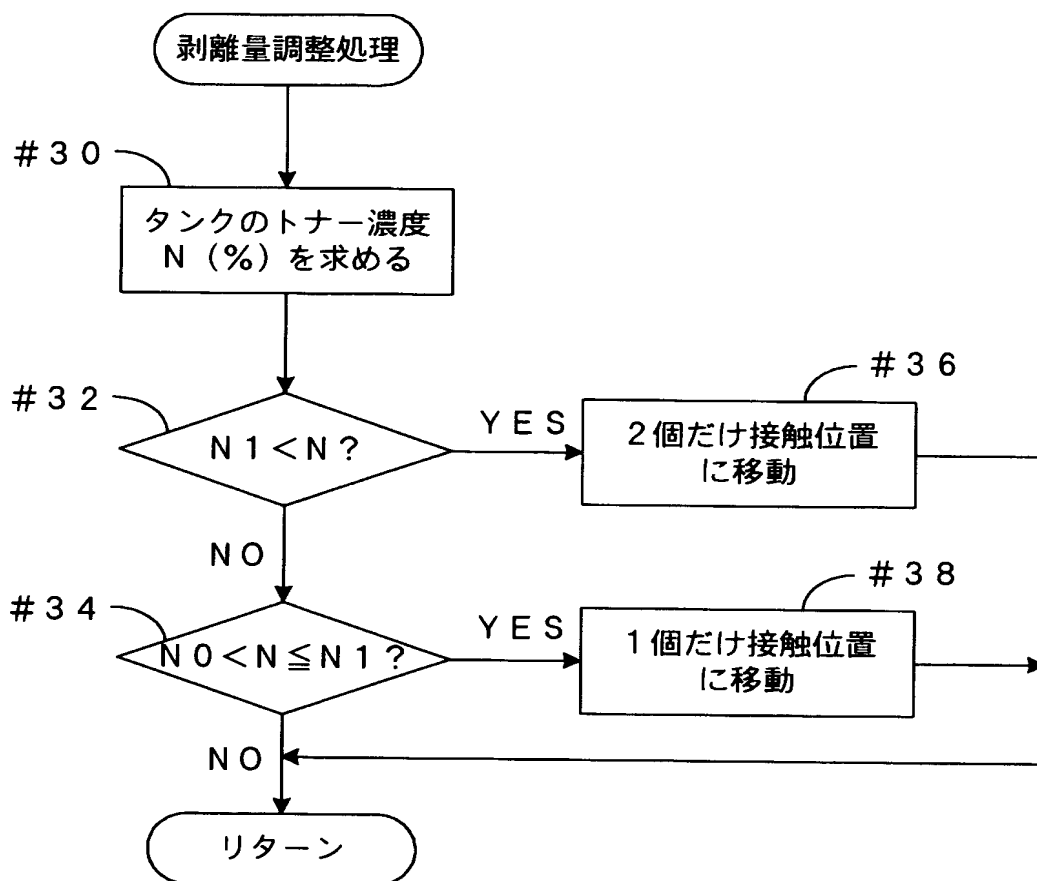 剥離量調整処理
#30
タンクのトナー濃度
N(%)を求める
#32
N1<N?
YES
#36
2個だけ接触位置
に移動
NO
#34
N0<N≦N1?
YES
#38
1個だけ接触位置
に移動
NO
リターン